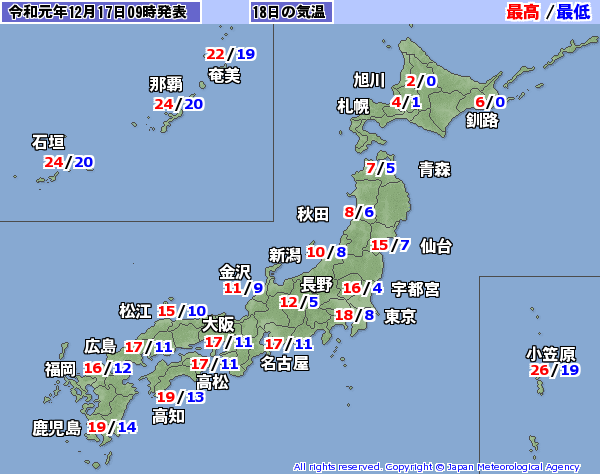 令和元年12月17日09時発表 18日の気温 最高/最低
22/19
奄美
那覇
24/20
石垣
24/20
旭川 2/0
札幌 4/1
6/0
釧路
7/5 青森
秋田 8/6
15/7 仙台
新潟 10/8
金沢
11/9
長野
12/5
16/4 宇都宮
18/8 東京
松江 15/10
大阪
17/11
広島 17/11
17/11
名古屋
福岡 16/12
17/11
高松
19/13
高知
鹿児島 19/14
小笠原
26/19
All rights reserved. Copyright © Japan Meteorological Agency